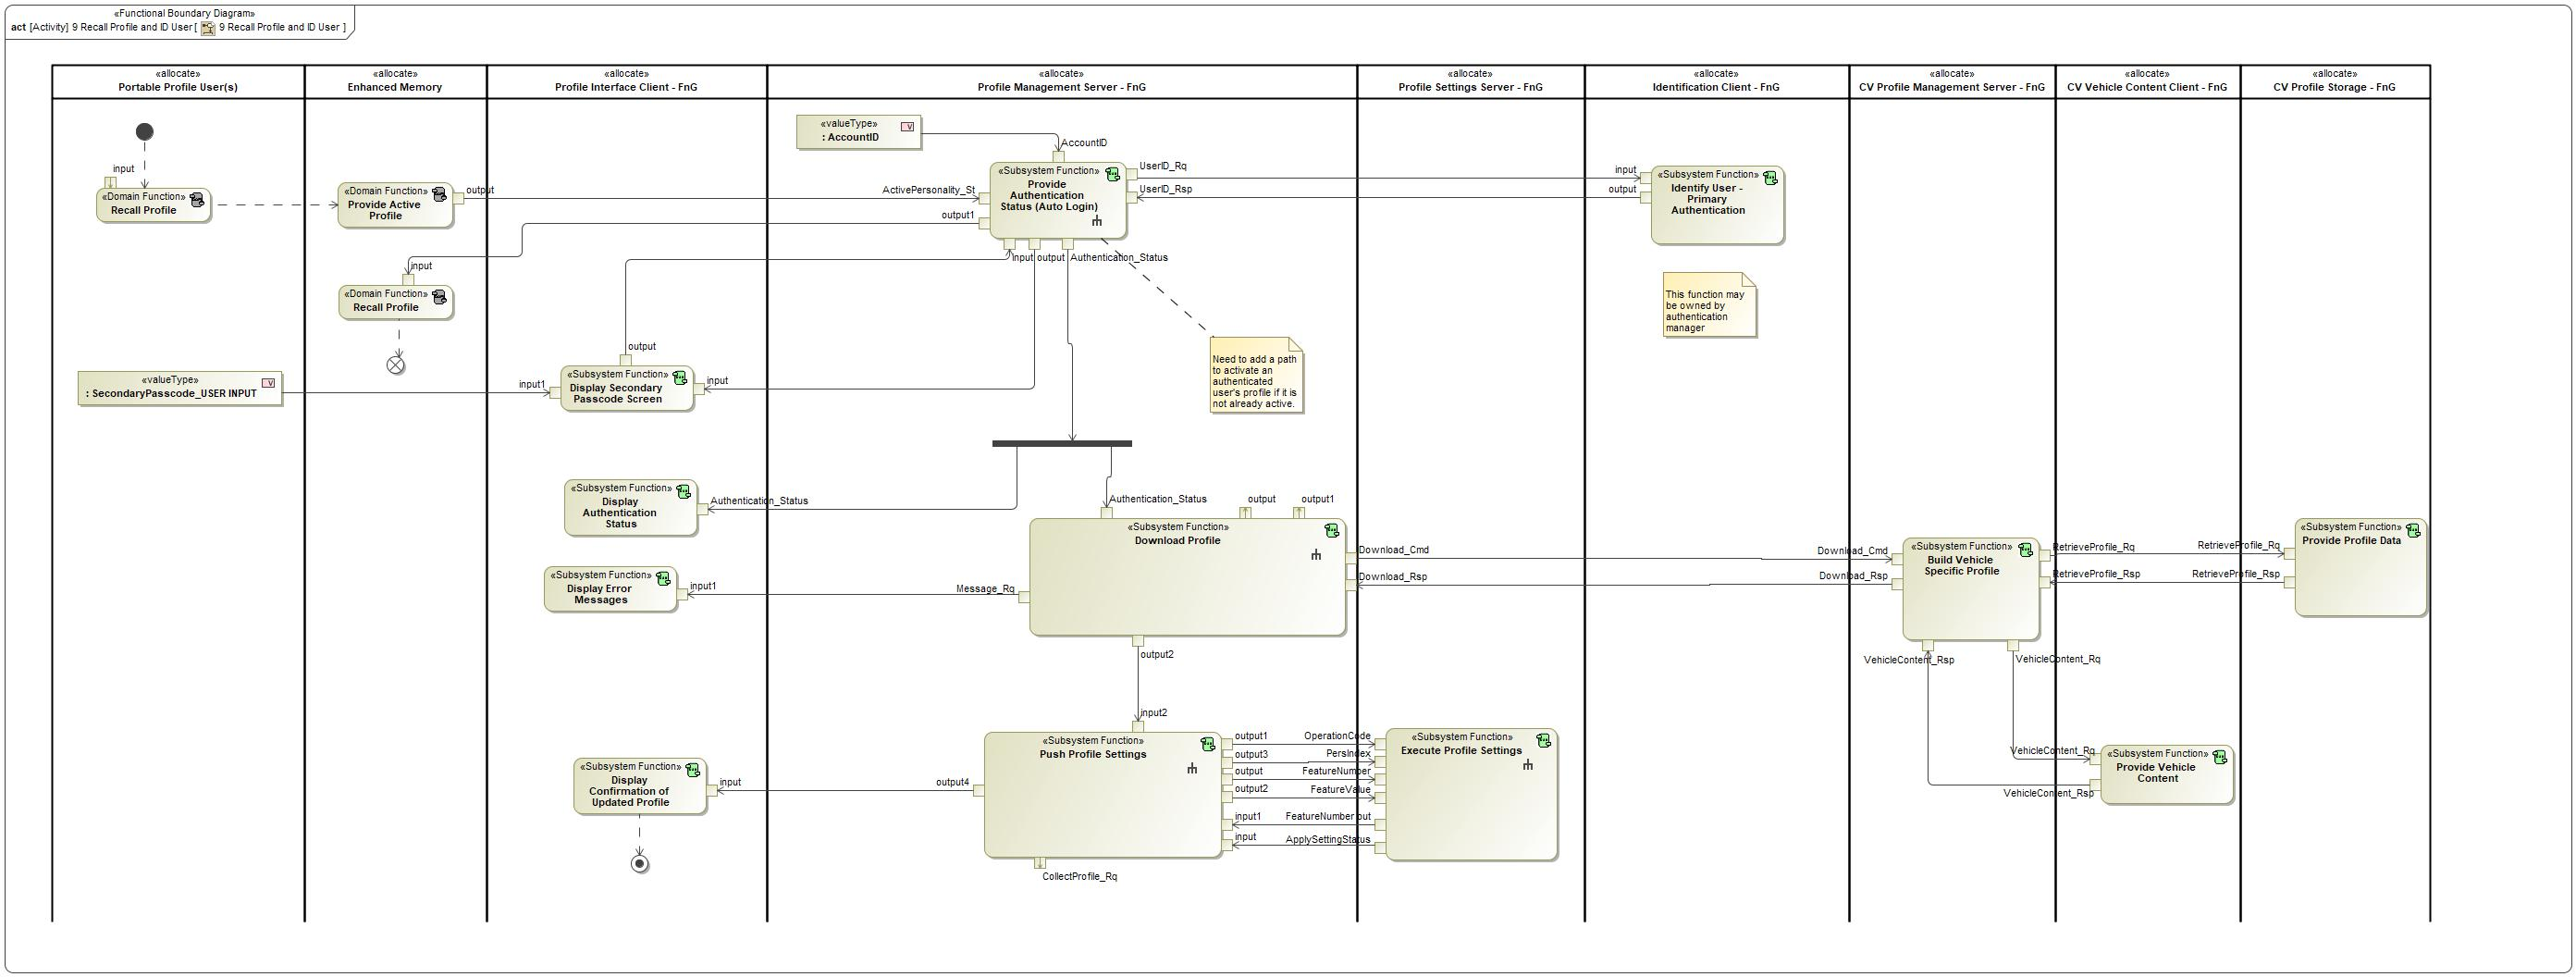 «Functional Boundary Diagram»
act [Activity] 9 Recall Profile and ID User [ 9 Recall Profile and ID User ]
«allocate»
Portable Profile User(s)
«allocate»
Enhanced Memory
«allocate»
Profile Interface Client - FnG
«allocate»
Profile Management Server - FnG
«allocate»
Profile Settings Server - FnG
«allocate»
Identification Client - FnG
«allocate»
CV Profile Management Server - FnG
«allocate»
CV Vehicle Content Client - FnG
«allocate»
CV Profile Storage - FnG
input
«Domain Function»
Recall Profile
«Domain Function»
Provide Active
Profile
output
«valueType»
: AccountID
AccountID
ActivePersonality_St
output1
«Subsystem Function»
Provide
Authentication
Status (Auto Login)
UserID_Rq
UserID_Rsp
input
output
Authentication_Status
input
output
«Subsystem Function»
Identify User -
Primary
Authentication
This function may
be owned by
authentication
manager
input
«Domain Function»
Recall Profile
Need to add a path
to activate an
authenticated
user's profile if it is
not already active.
«valueType»
: SecondaryPasscode_USER INPUT
input1
output
«Subsystem Function»
Display Secondary
Passcode Screen
input
«Subsystem Function»
Display
Authentication
Status
Authentication_Status
Authentication_Status
output
output1
«Subsystem Function»
Download Profile
Download_Cmd
Download_Rsp
Message_Rq
output2
«Subsystem Function»
Display Error
Messages
input1
Download_Cmd
Download_Rsp
«Subsystem Function»
Build Vehicle
Specific Profile
RetrieveProfile_Rq
RetrieveProfile_Rsp
RetrieveProfile_Rq
RetrieveProfile_Rsp
«Subsystem Function»
Provide Profile Data
VehicleContent_Rsp
VehicleContent_Rq
VehicleContent_Rq
VehicleContent_Rsp
«Subsystem Function»
Provide Vehicle
Content
input2
«Subsystem Function»
Push Profile Settings
output4
output1
output3
output
output2
input1
input
CollectProfile_Rq
OperationCode
PersIndex
FeatureNumber
FeatureValue
FeatureNumber out
ApplySettingStatus
«Subsystem Function»
Execute Profile Settings
«Subsystem Function»
Display
Confirmation of
Updated Profile
input